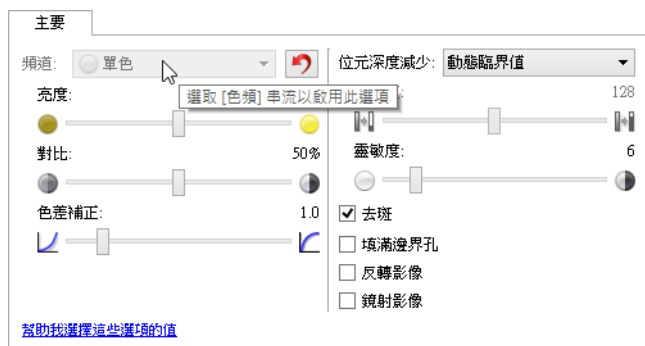 主要
頻道: 單色
位元深度減少: 動態臨界值
選取 [色頻] 串流以啟用此選項
亮度:
128
對比: 50%
靈敏度: 6
色差補正: 1.0
去斑
填滿邊界孔
反轉影像
鏡射影像
幫助我選擇這些選項的值